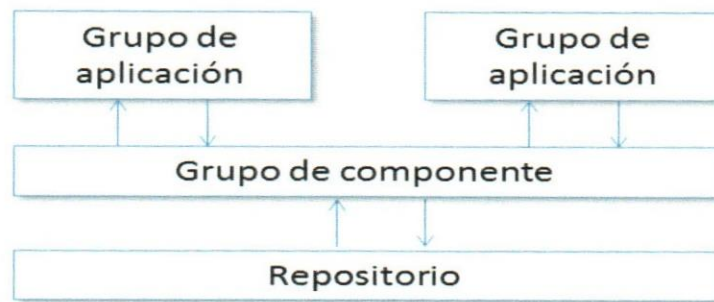 Grupo de
aplicación
Grupo de
aplicación
Grupo de componente
Repositorio